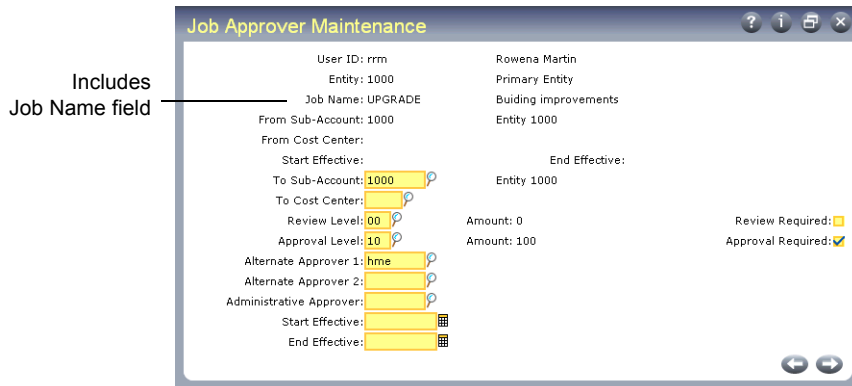 Job Approver Maintenance
? i
User ID: rrm Rowena Martin
Entity: 1000 Primary Entity
Includes
Job Name field
Job Name: UPGRADE Buiding improvements
From Sub-Account: 1000 Entity 1000
From Cost Center:
Start Effective: End Effective:
To Sub-Account: 1000 Entity 1000
To Cost Center:
Review Level: 00 Amount: 0 Review Required:
Approval Level: 10 Amount: 100 Approval Required:
Alternate Approver 1: hme
Alternate Approver 2:
Administrative Approver:
Start Effective:
End Effective: